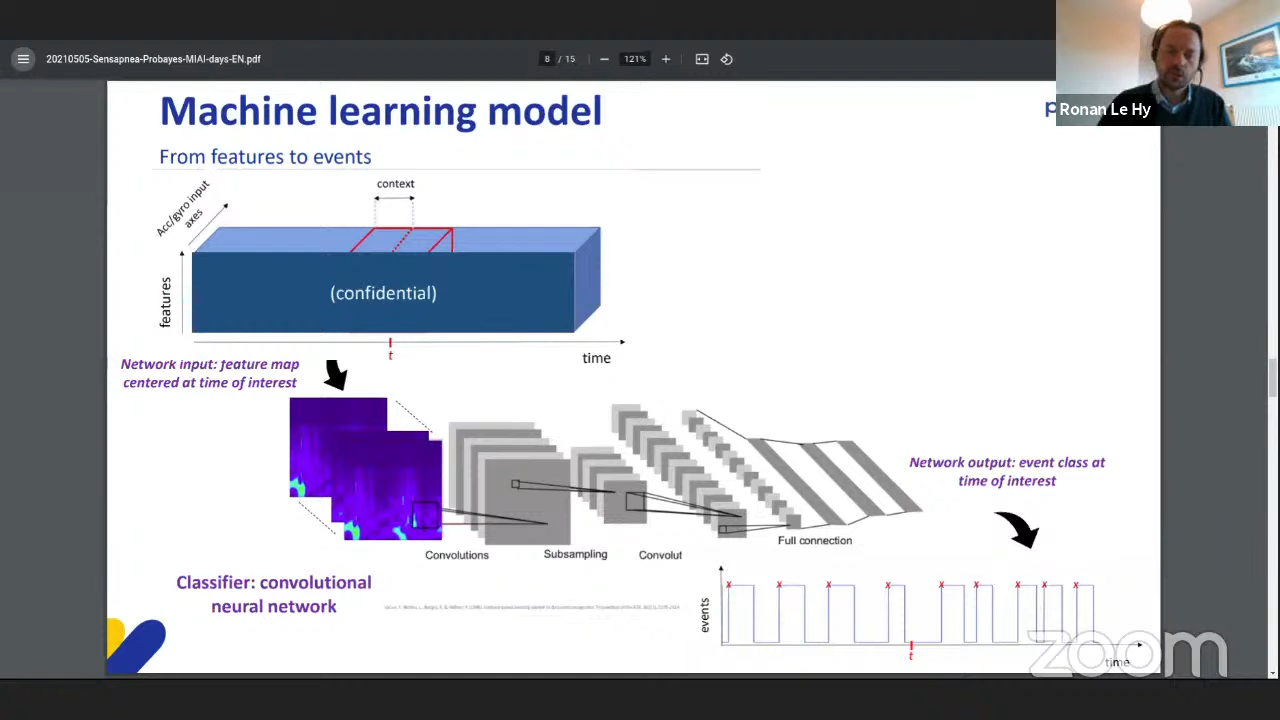 20210505-Sensapnea-Probayes-MIAI-days-EN.pdf
8 / 15
121%
Ronan Le Hy
Machine learning model
From features to events
context
Acc/gyro input
axes
features
(confidential)
t
time
Network input: feature map
centered at time of interest
Network output: event class at
time of interest
Convolutions
Subsampling
Convolut
Full connection
Classifier: convolutional
neural network
events
x x x x x x x x x
t
time
zoom